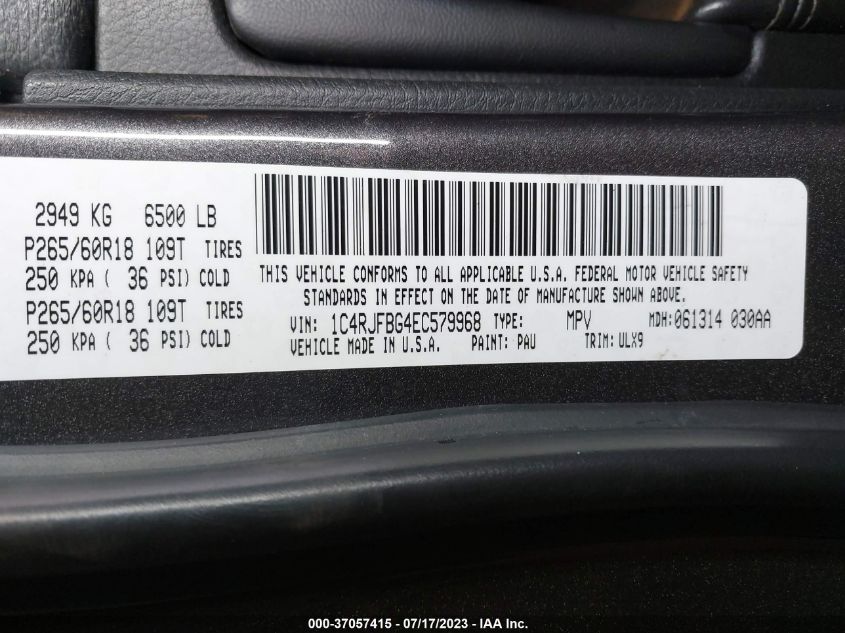 2949 KG 6500 LB
P265/60R18 109T TIRES
250 KPA ( 36 PSI) COLD
P265/60R18 109T TIRES
250 KPA ( 36 PSI) COLD
THIS VEHICLE CONFORMS TO ALL APPLICABLE U.S.A. FEDERAL MOTOR VEHICLE SAFETY
STANDARDS IN EFFECT ON THE DATE OF MANUFACTURE SHOWN ABOVE.
VIN: 1C4RJFBG4EC579968 TYPE: MPV MDH:061314 030AA
VEHICLE MADE IN U.S.A. PAINT: PAU TRIM: ULX9
000-37057415 - 07/17/2023 - IAA Inc.